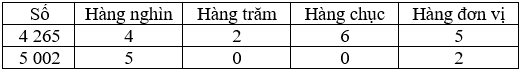 Số Hàng nghìn Hàng trăm Hàng chục Hàng đơn vị
4 265 4 2 6 5
5 002 5 0 0 2